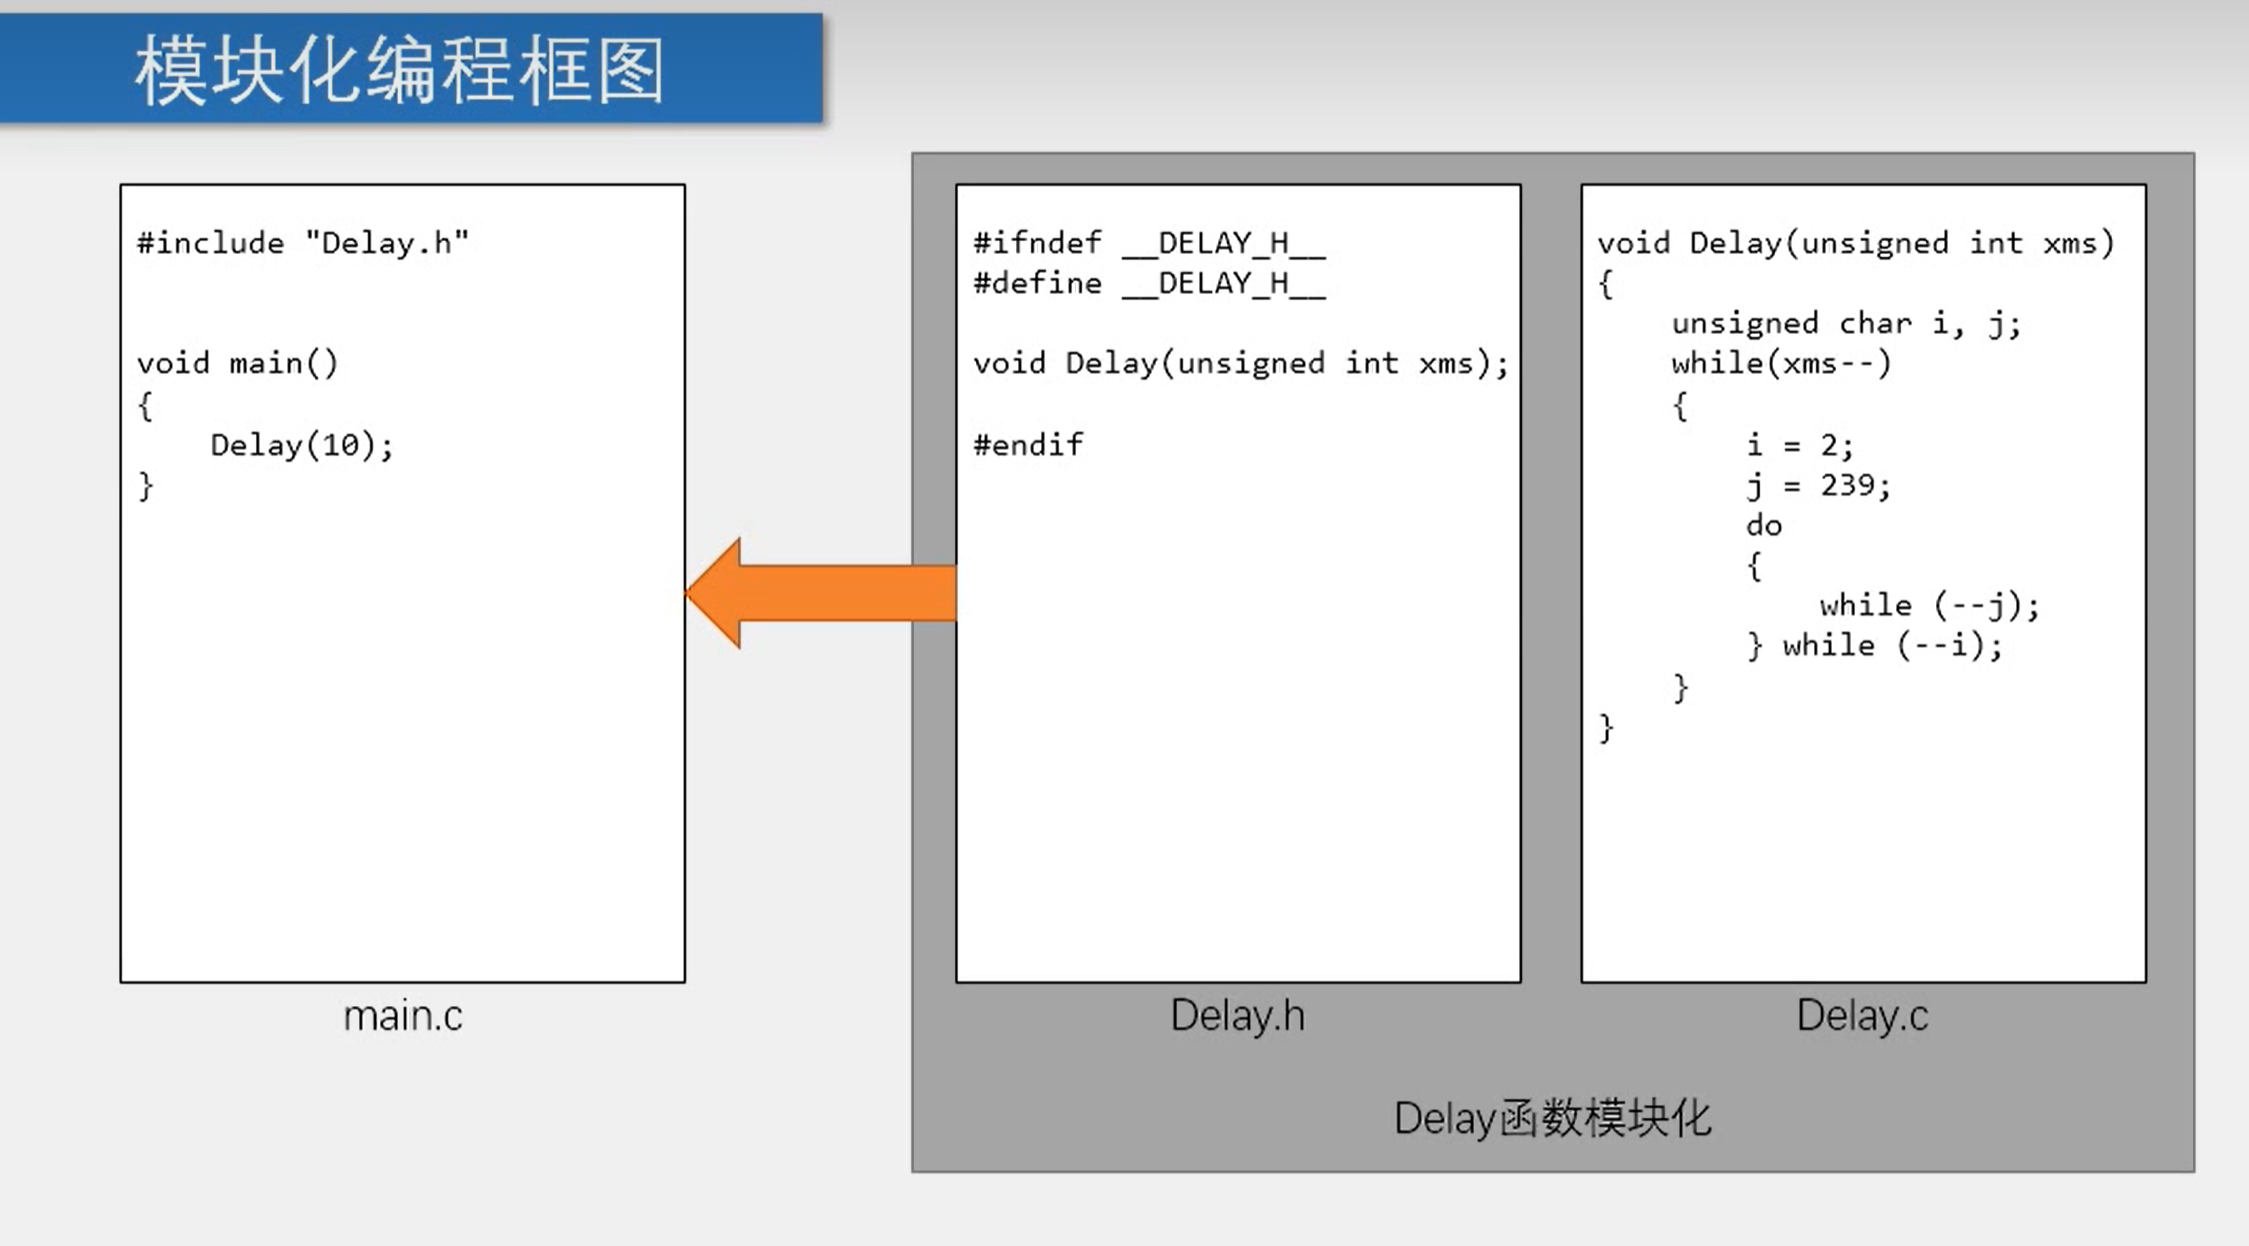 模块化编程框图
#include "Delay.h"
void main()
{
    Delay(10);
}
main.c
#ifndef __DELAY_H__
#define __DELAY_H__
void Delay(unsigned int xms);
#endif
Delay.h
void Delay(unsigned int xms)
{
    unsigned char i, j;
    while(xms--)
    {
        i = 2;
        j = 239;
        do
        {
            while (--j);
        } while (--i);
    }
}
Delay.c
Delay函数模块化